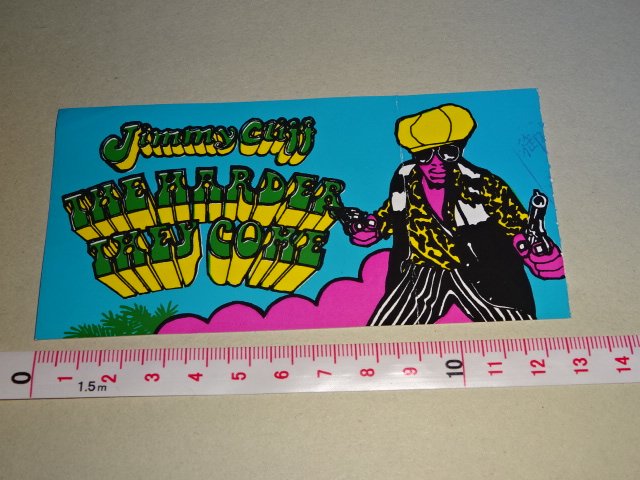 Jimmy Cliff
THE HARDER
THEY COME
0 1 2 3 4 5 6 7 8 9 10 11 12 13 14
1.5m